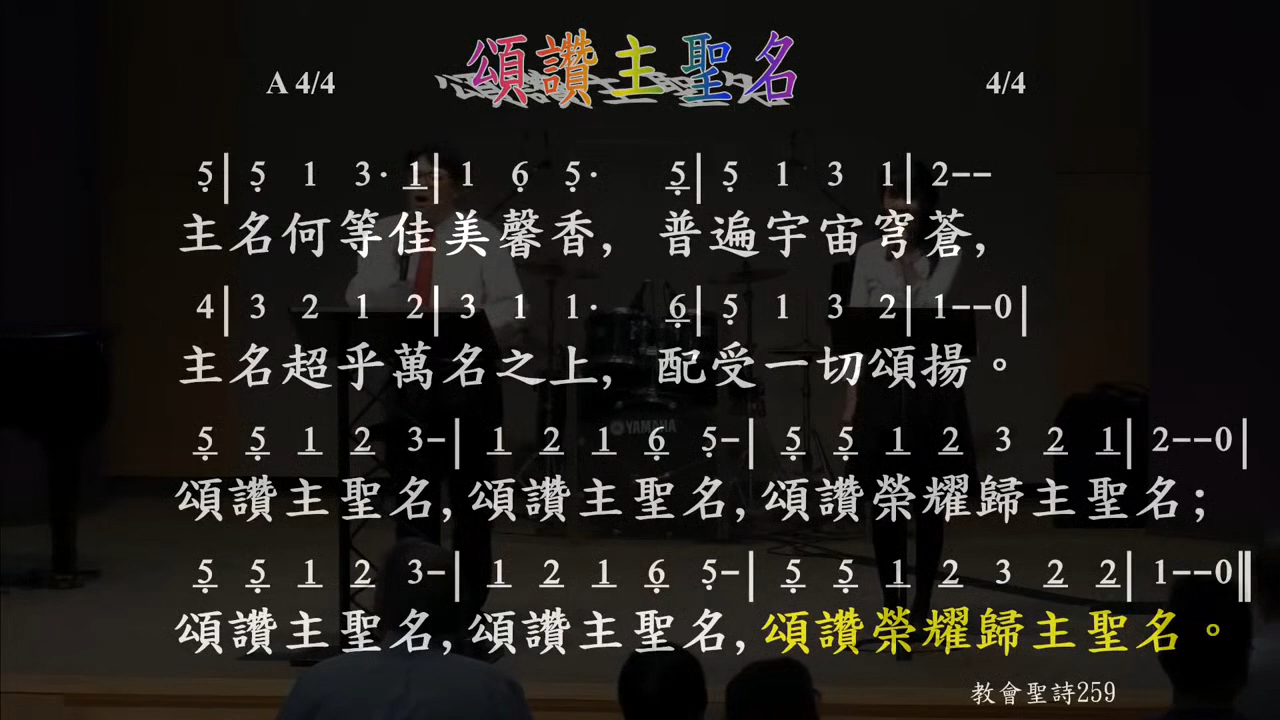 頌讚主聖名
A 4/4
4/4
5̣| 5̣ 1 3· 1̲| 1 6̣ 5̣· 5̣̲| 5̣ 1 3 1| 2--
主名何等佳美馨香, 普遍宇宙穹蒼,
4| 3 2 1 2| 3 1 1· 6̣̲| 5̣ 1 3 2| 1--0|
主名超乎萬名之上, 配受一切頌揚。
5̣̲ 5̣̲ 1̲ 2̲ 3-| 1̲ 2̲ 1̲ 6̣̲ 5̣-| 5̣̲ 5̣̲ 1̲ 2̲ 3 2̲ 1̲| 2--0|
頌讚主聖名, 頌讚主聖名, 頌讚榮耀歸主聖名;
5̣̲ 5̣̲ 1̲ 2̲ 3-| 1̲ 2̲ 1̲ 6̣̲ 5̣-| 5̣̲ 5̣̲ 1̲ 2̲ 3 2̲ 2̲| 1--0‖
頌讚主聖名, 頌讚主聖名, 頌讚榮耀歸主聖名。
教會聖詩259
YAMAHA